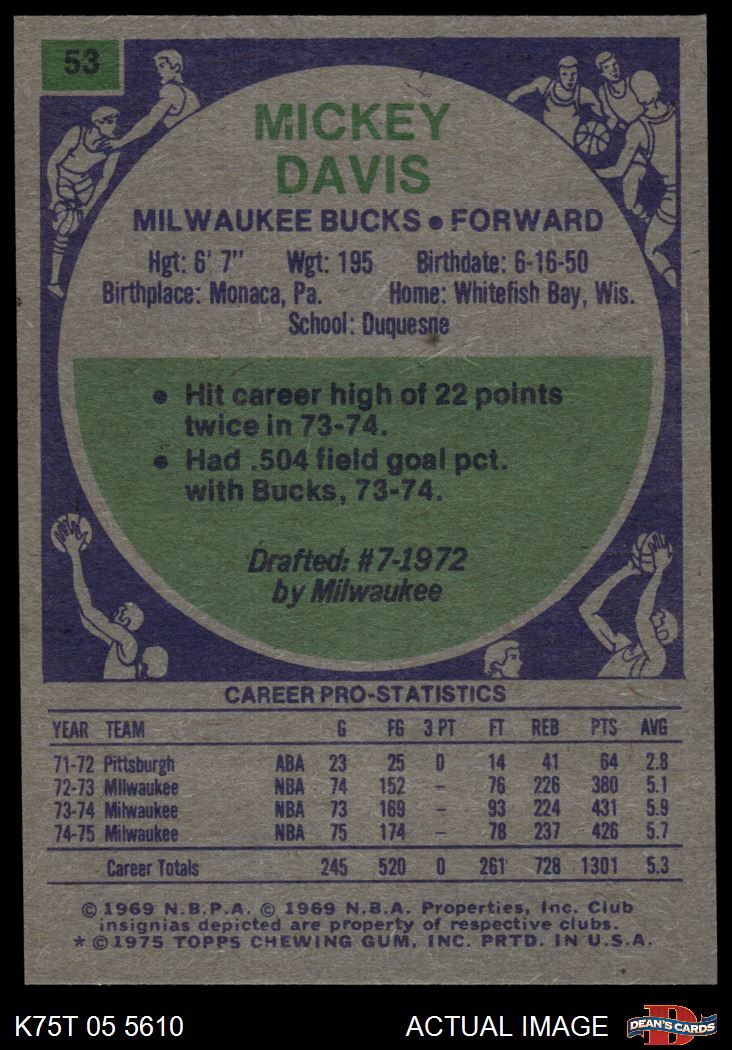 53
MICKEY
DAVIS
MILWAUKEE BUCKS • FORWARD
Hgt: 6' 7" Wgt: 195 Birthdate: 6-16-50
Birthplace: Monaca, Pa. Home: Whitefish Bay, Wis.
School: Duquesne
• Hit career high of 22 points
twice in 73-74.
• Had .504 field goal pct.
with Bucks, 73-74.
Drafted: #7-1972
by Milwaukee
CAREER PRO-STATISTICS
YEAR TEAM G FG 3 PT FT REB PTS AVG
71-72 Pittsburgh ABA 23 25 0 14 41 64 2.8
72-73 Milwaukee NBA 74 152 – 76 226 380 5.1
73-74 Milwaukee NBA 73 169 – 93 224 431 5.9
74-75 Milwaukee NBA 75 174 – 78 237 426 5.7
Career Totals 245 520 0 261 728 1301 5.3
© 1969 N.B.P.A. © 1969 N.B.A. Properties, Inc. Club
insignias depicted are property of respective clubs.
* © 1975 TOPPS CHEWING GUM, INC. PRTD. IN U.S.A.
K75T 05 5610 ACTUAL IMAGE D DEAN'S CARDS